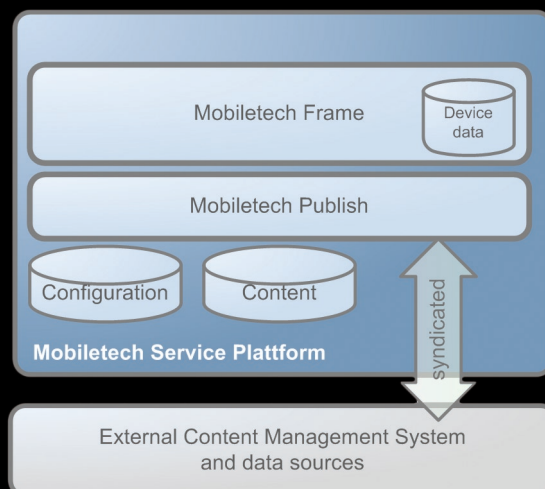 Mobiletech Frame
Device
data
Mobiletech Publish
Configuration
Content
syndicated
Mobiletech Service Plattform
External Content Management System
and data sources